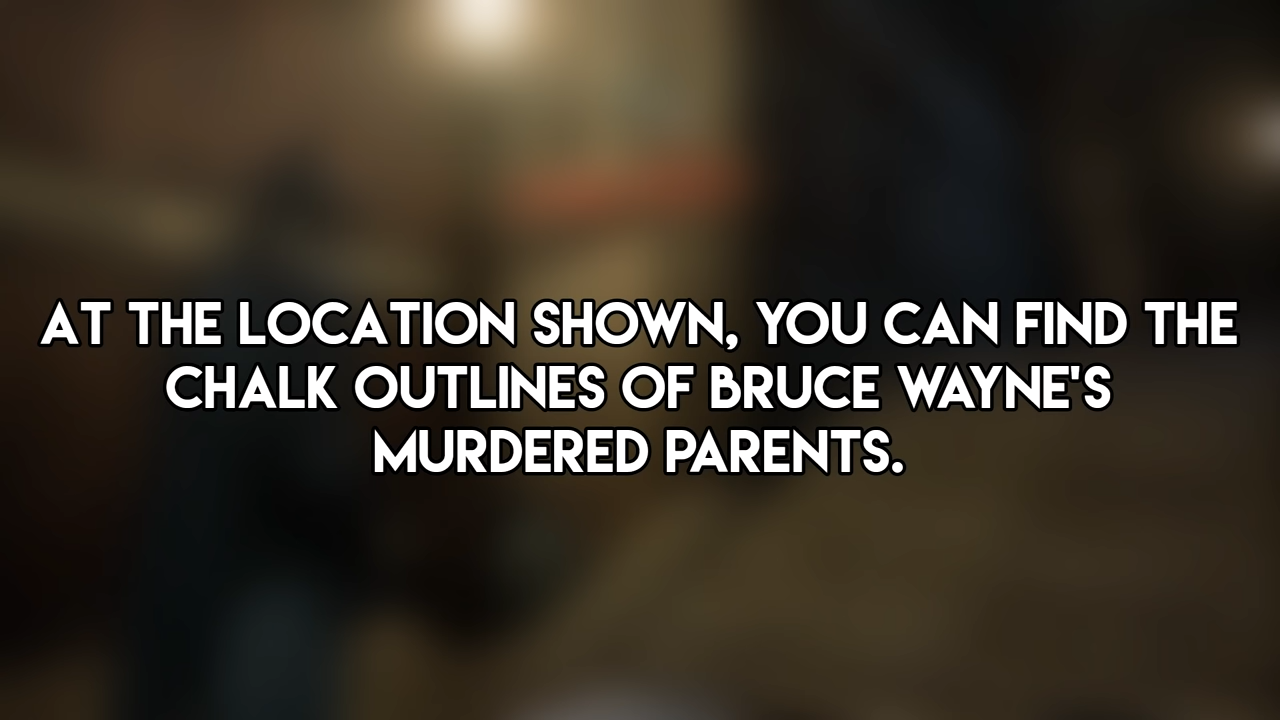 AT THE LOCATION SHOWN, YOU CAN FIND THE
CHALK OUTLINES OF BRUCE WAYNE'S
MURDERED PARENTS.